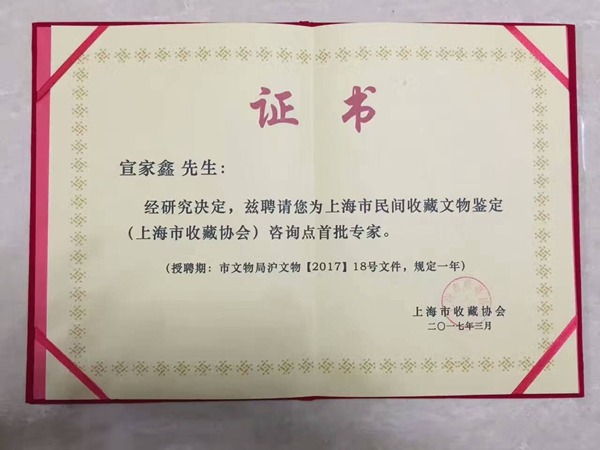 证书
宣家鑫 先生：
经研究决定，兹聘请您为上海市民间收藏文物鉴定
（上海市收藏协会）咨询点首批专家。
（授聘期：市文物局沪文物【2017】18号文件，规定一年）
上海市收藏协会
二〇一七年三月